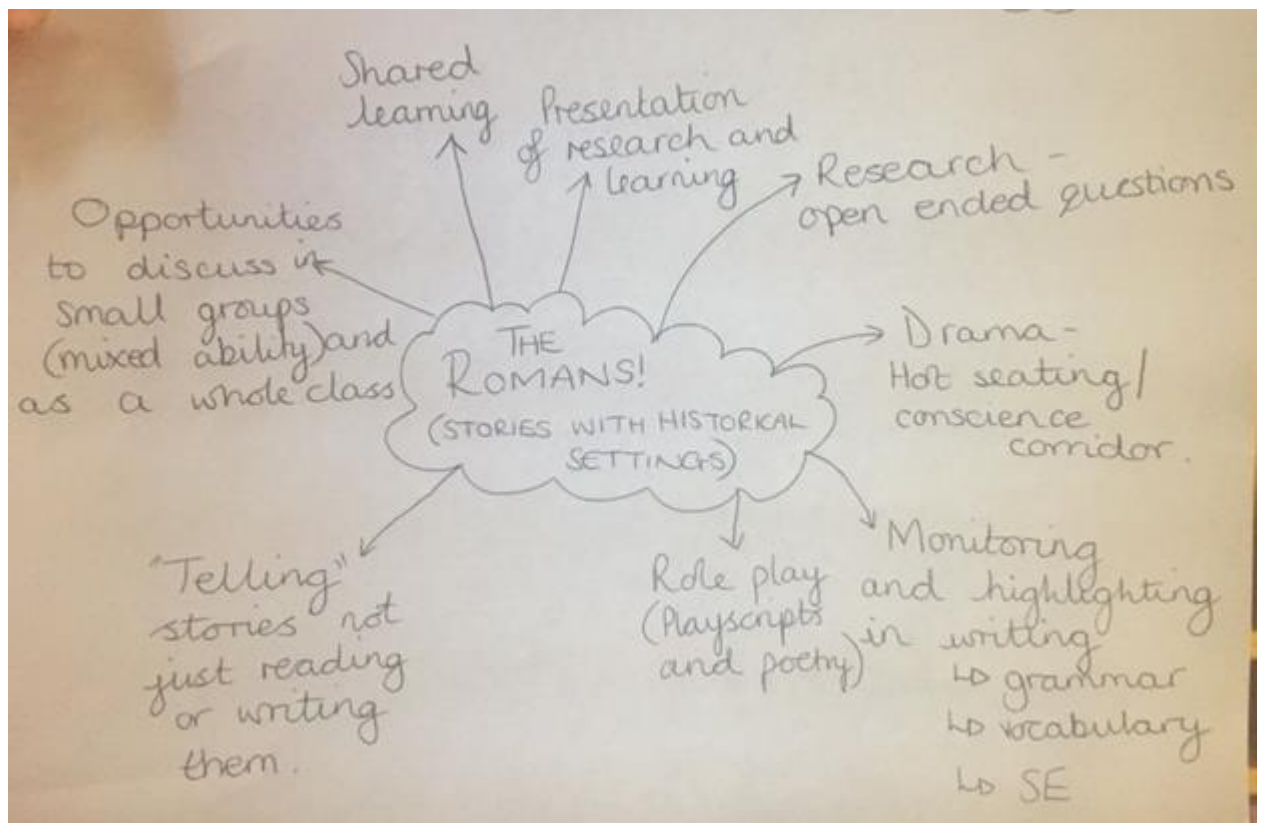 Shared
learning
Presentation
of research and
learning
Research -
open ended questions
Opportunities
to discuss in
small groups
(mixed ability) and
as a whole class
THE
ROMANS!
(STORIES WITH HISTORICAL
SETTINGS)
Drama -
Hot seating/
conscience
corridor.
"Telling"
stories not
just reading
or writing
them.
Role play
(Playscripts
and poetry)
Monitoring
and highlighting
in writing
↳ grammar
↳ vocabulary
↳ SE